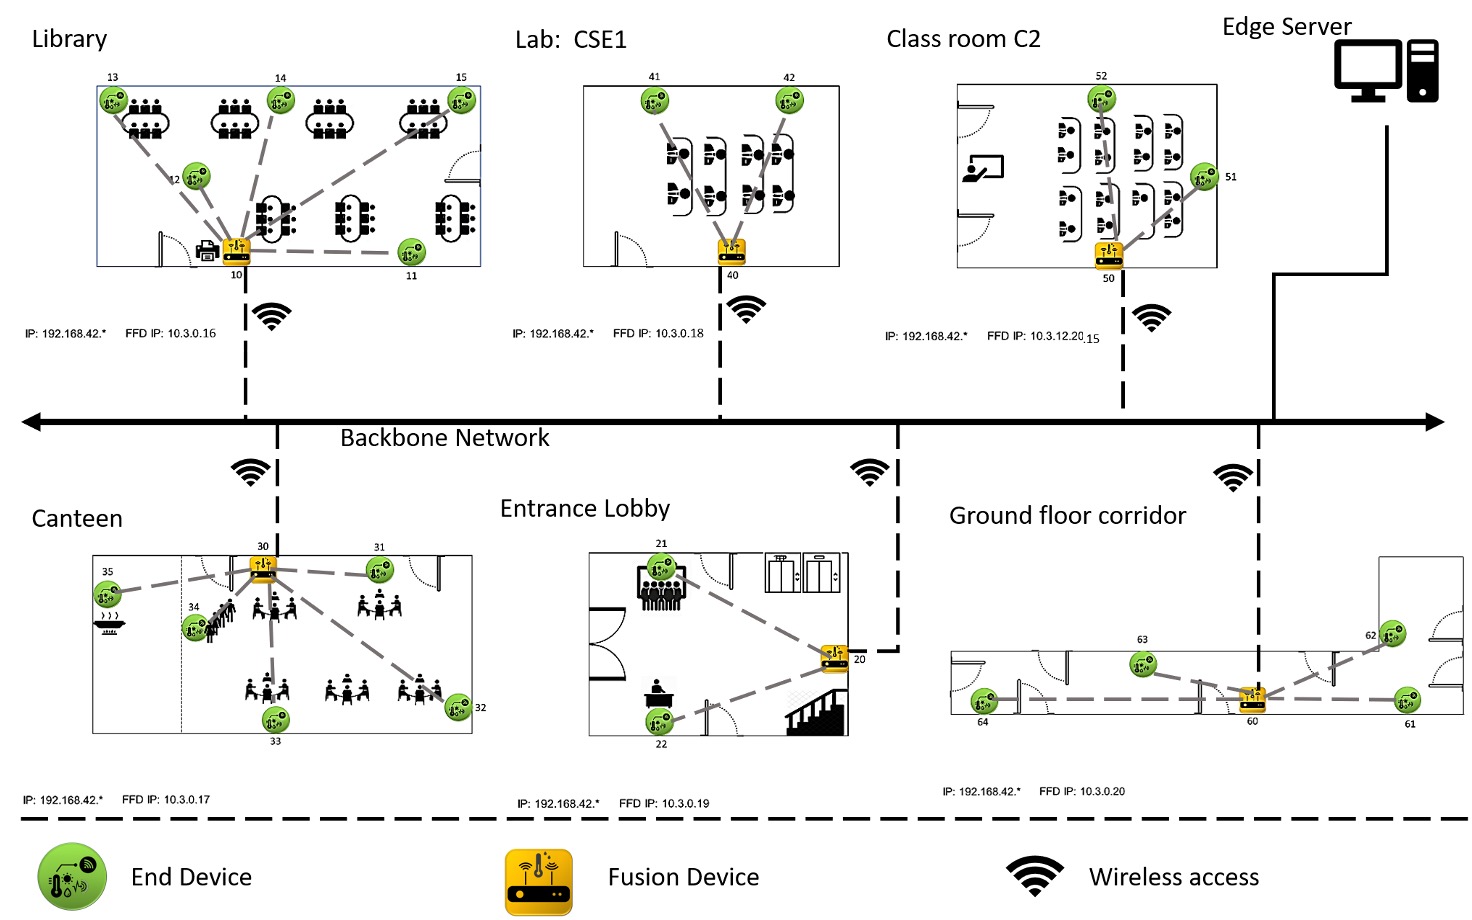 Edge Server
Library
Lab: CSE1
Class room C2
13
14
15
41
42
52
12
51
10
11
40
50
IP: 192.168.42.* FFD IP: 10.3.0.16
IP: 192.168.42.* FFD IP: 10.3.0.18
IP: 192.168.42.* FFD IP: 10.3.12.20.15
Backbone Network
Canteen
Entrance Lobby
Ground floor corridor
30
31
21
35
34
63
62
20
32
33
22
64
60
61
IP: 192.168.42.* FFD IP: 10.3.0.17
IP: 192.168.42.* FFD IP: 10.3.0.19
IP: 192.168.42.* FFD IP: 10.3.0.20
End Device
Fusion Device
Wireless access